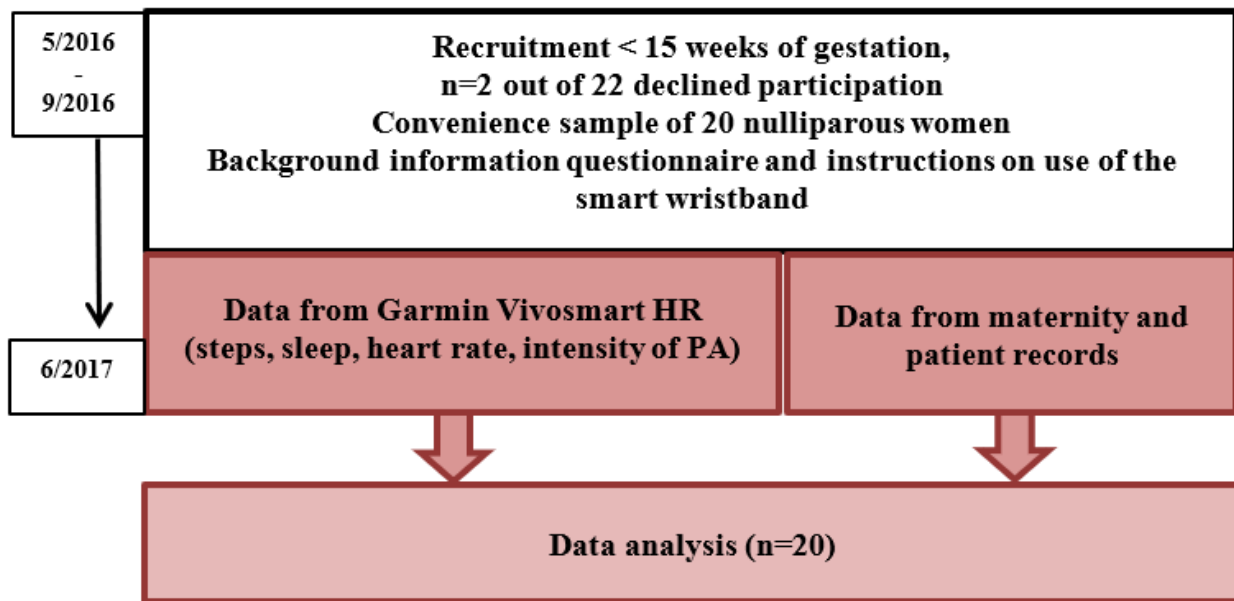 5/2016
-
9/2016
Recruitment < 15 weeks of gestation,
n=2 out of 22 declined participation
Convenience sample of 20 nulliparous women
Background information questionnaire and instructions on use of the
smart wristband
Data from Garmin Vivosmart HR
(steps, sleep, heart rate, intensity of PA)
Data from maternity and
patient records
6/2017
Data analysis (n=20)